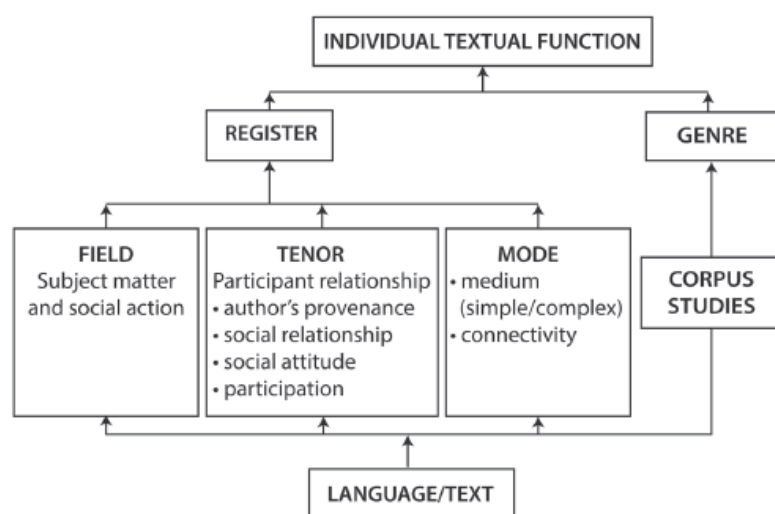 INDIVIDUAL TEXTUAL FUNCTION
REGISTER
GENRE
FIELD
Subject matter
and social action
TENOR
Participant relationship
• author's provenance
• social relationship
• social attitude
• participation
MODE
• medium
(simple/complex)
• connectivity
CORPUS
STUDIES
LANGUAGE/TEXT